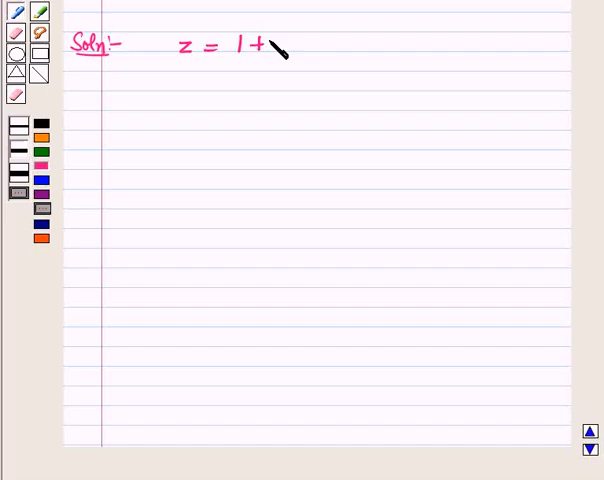 Soln:- z = 1+